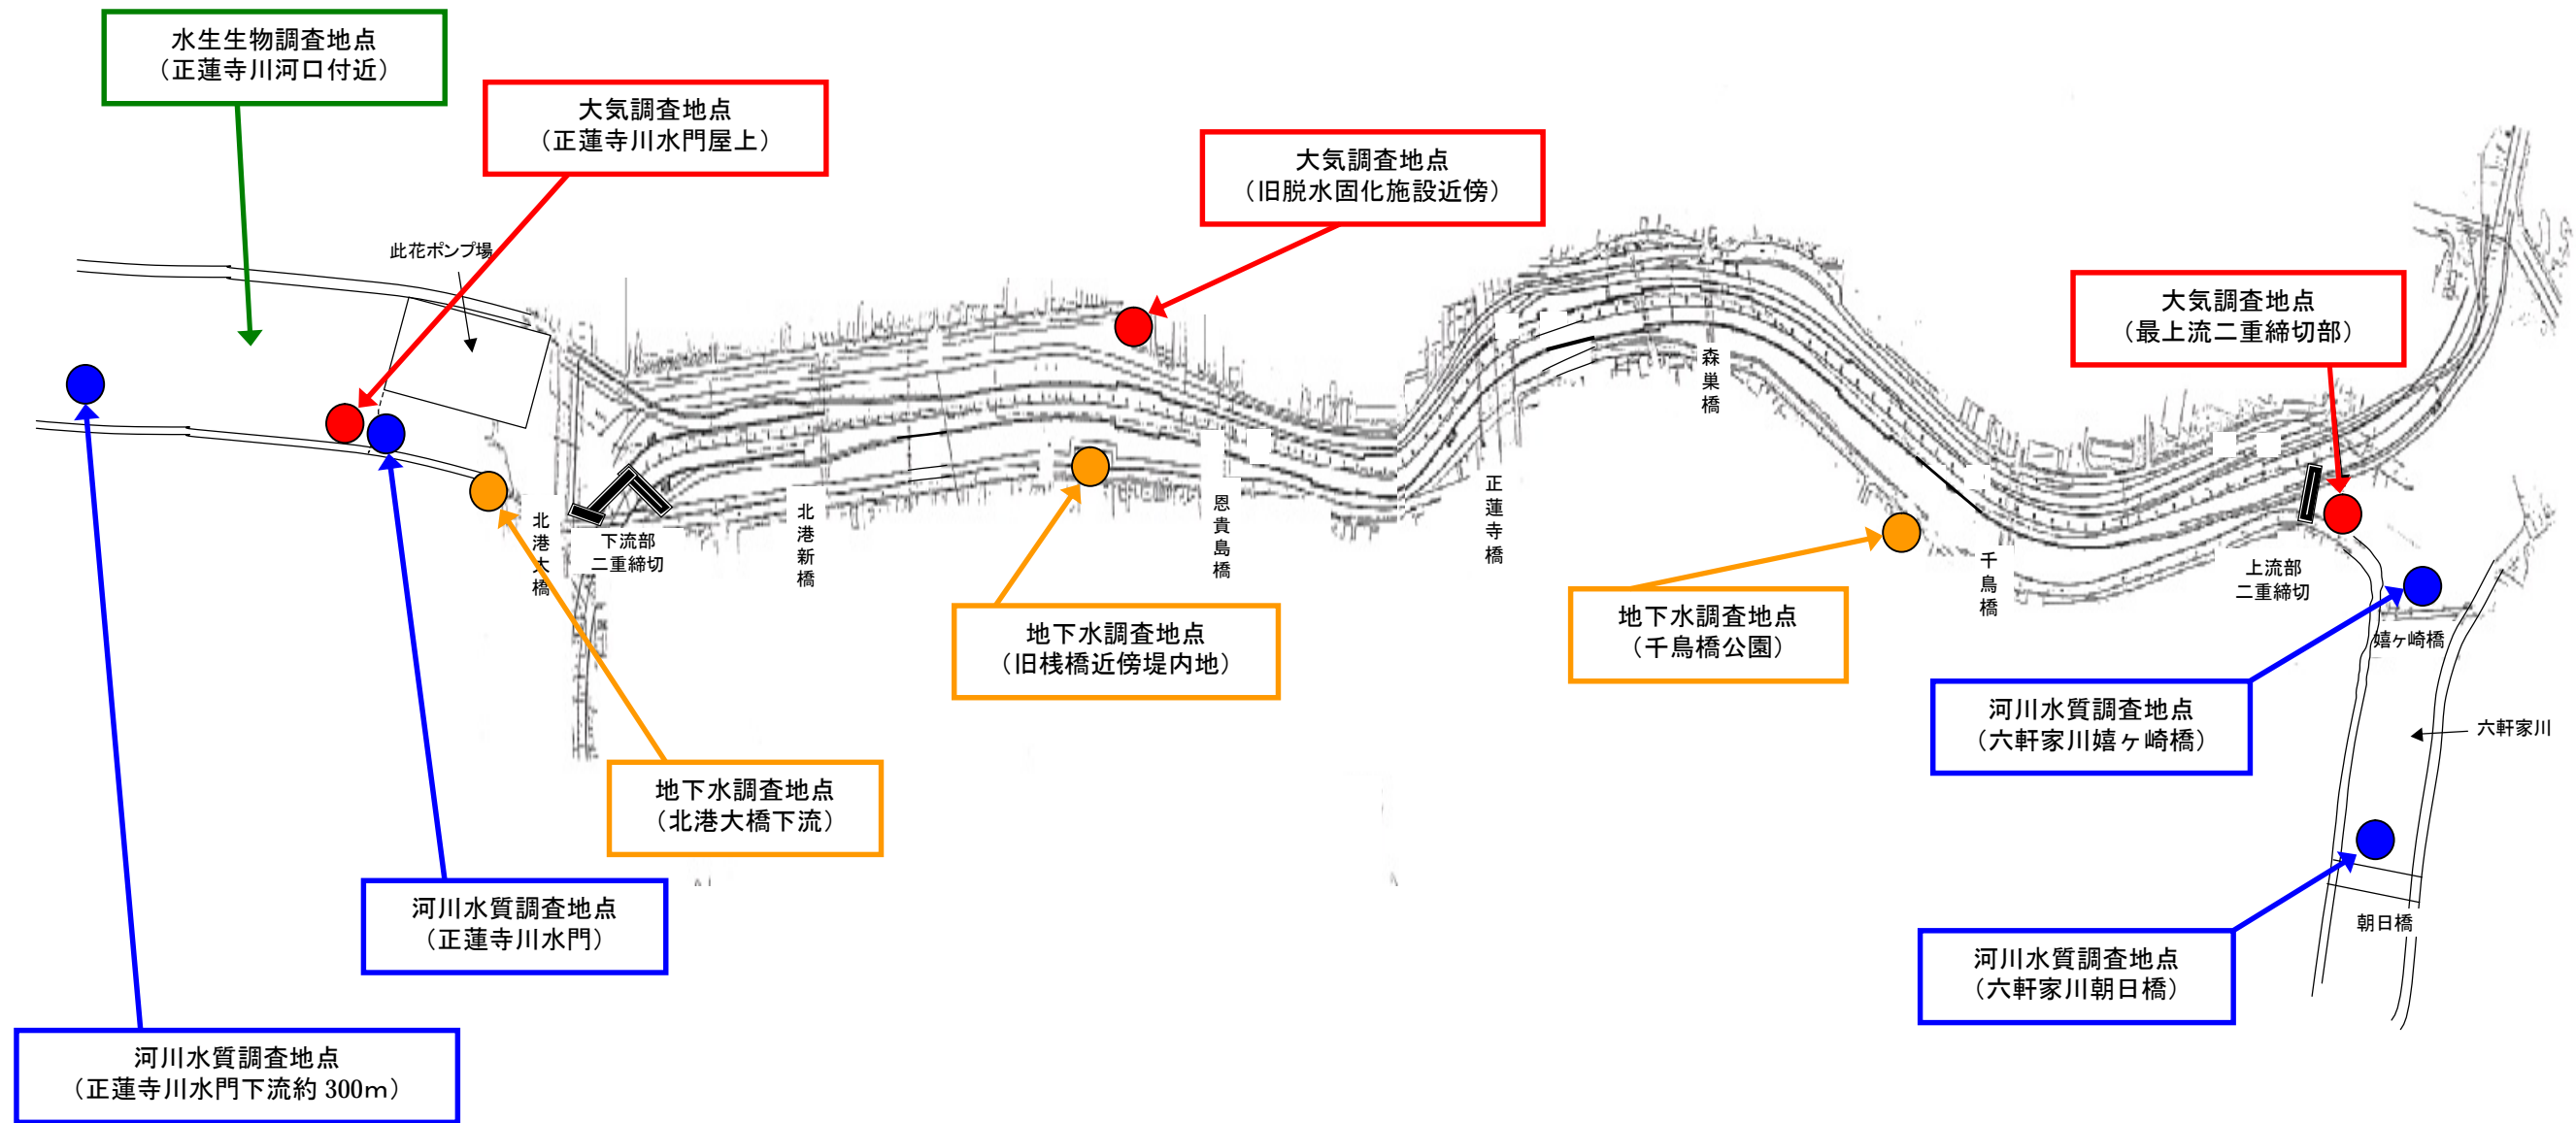 水生生物調査地点
（正蓮寺川河口付近）
大気調査地点
（正蓮寺川水門屋上）
大気調査地点
（旧脱水固化施設近傍）
此花ポンプ場
大気調査地点
（最上流二重締切部）
森巣橋
北港大橋
下流部
二重締切
北港新橋
恩貴島橋
正蓮寺橋
千鳥橋
上流部
二重締切
地下水調査地点
（旧桟橋近傍堤内地）
地下水調査地点
（千鳥橋公園）
嬉ヶ崎橋
河川水質調査地点
（六軒家川嬉ヶ崎橋）
六軒家川
地下水調査地点
（北港大橋下流）
河川水質調査地点
（正蓮寺川水門）
朝日橋
河川水質調査地点
（六軒家川朝日橋）
河川水質調査地点
（正蓮寺川水門下流約 300m）